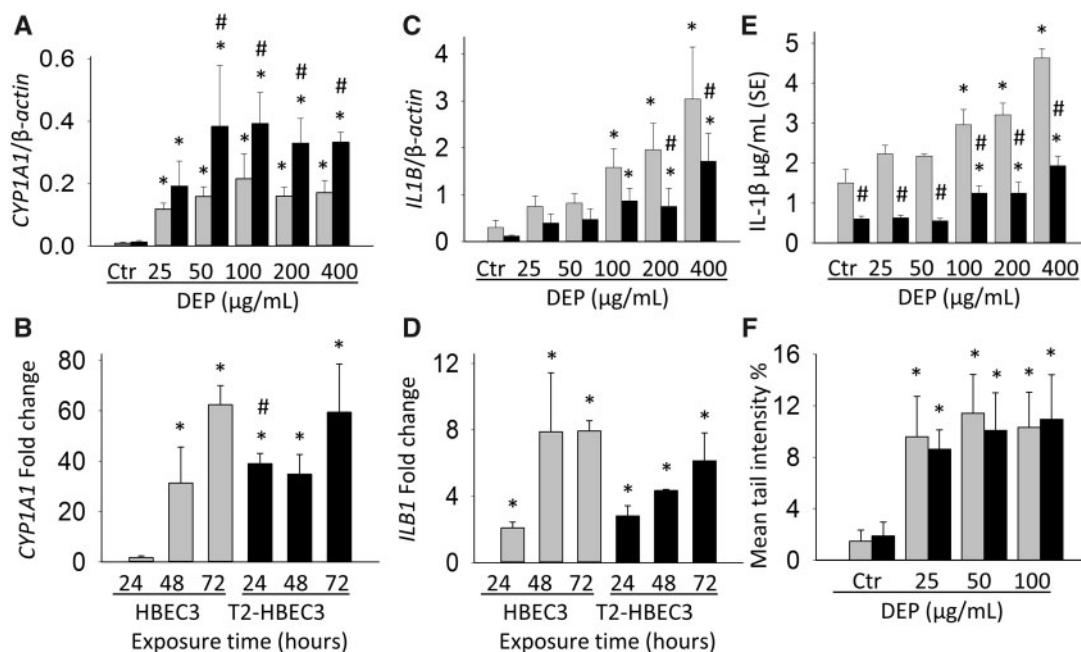 A
CYP1A1/β-actin
0.6
0.4
0.2
0.0
# # # #
* * * * * * * * * *
Ctr 25 50 100 200 400
DEP (µg/mL)
C
IL1B/β-actin
4
3
2
1
0
* * * * * *
# #
Ctr 25 50 100 200 400
DEP (µg/mL)
E
IL-1β µg/mL (SE)
5
4
3
2
1
0
# # # # # # #
* * * * * *
Ctr 25 50 100 200 400
DEP (µg/mL)
B
CYP1A1 Fold change
80
60
40
20
0
* * * * *
#
24 48 72 24 48 72
HBEC3 T2-HBEC3
Exposure time (hours)
D
ILB1 Fold change
12
8
4
0
* * * * * *
24 48 72 24 48 72
HBEC3 T2-HBEC3
Exposure time (hours)
F
Mean tail intensity %
16
12
8
4
0
* * * * * *
Ctr 25 50 100
DEP (µg/mL)